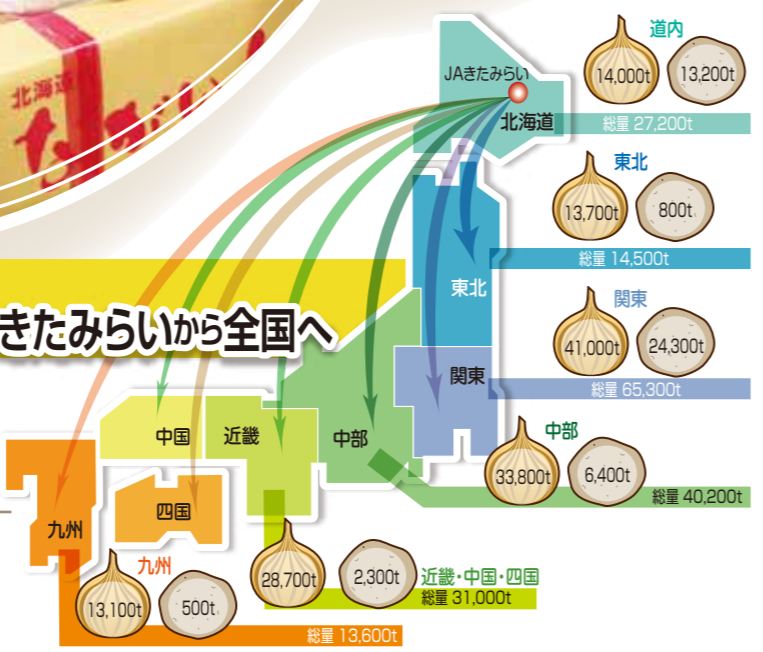 北海道
JAきたみらい
北海道
道内
14,000t
13,200t
総量 27,200t
東北
13,700t
800t
総量 14,500t
東北
関東
41,000t
24,300t
総量 65,300t
関東
きたみらいから全国へ
中国
近畿
中部
中部
33,800t
6,400t
総量 40,200t
四国
九州
九州
13,100t
500t
総量 13,600t
28,700t
2,300t
近畿・中国・四国
総量 31,000t